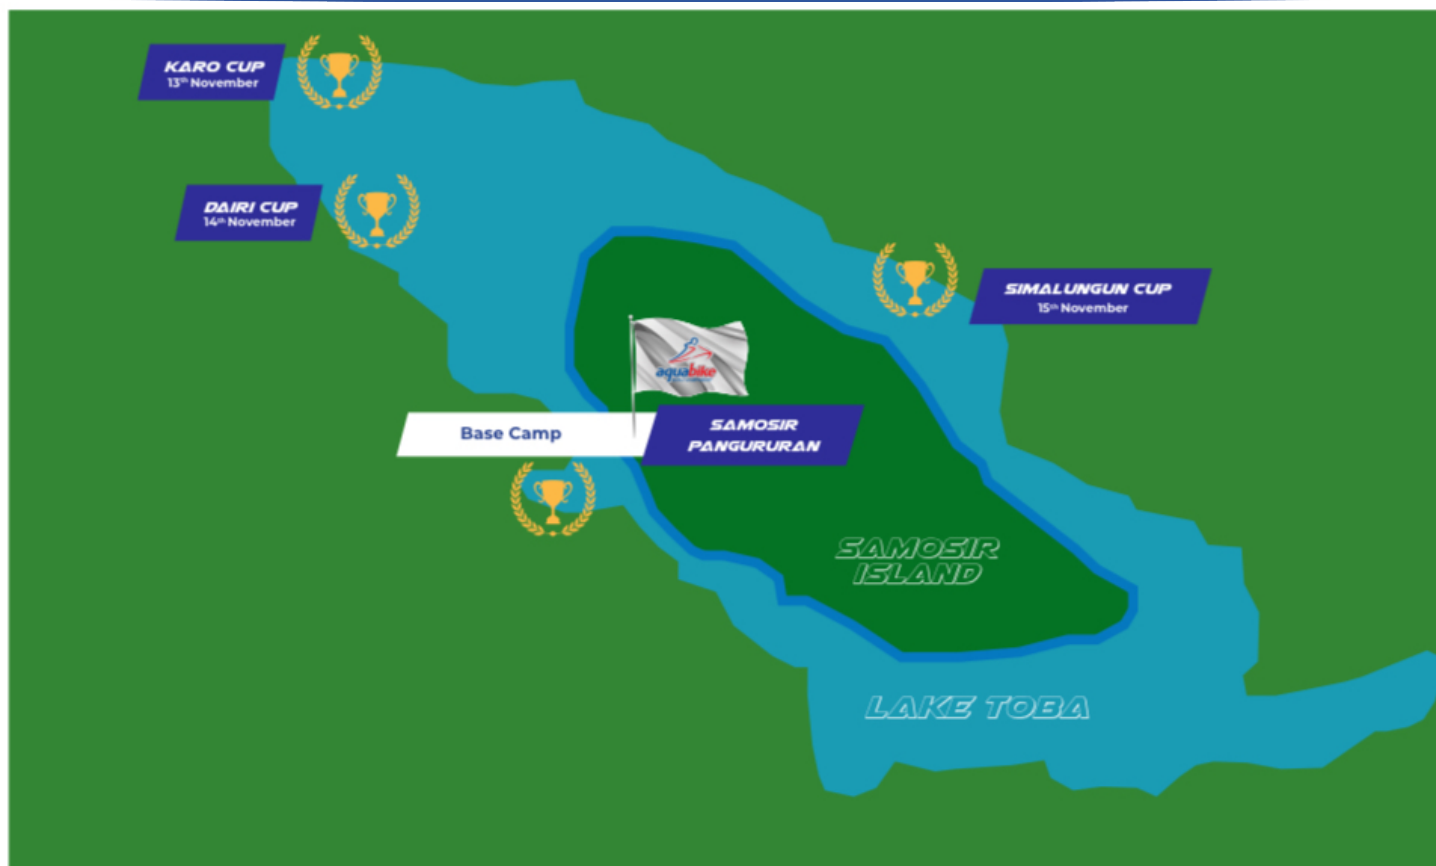 KARO CUP
13th November
DAIRI CUP
14th November
SIMALUNGUN CUP
15th November
aquabike
Base Camp
SAMOSIR
PANGURURAN
SAMOSIR
ISLAND
LAKE TOBA